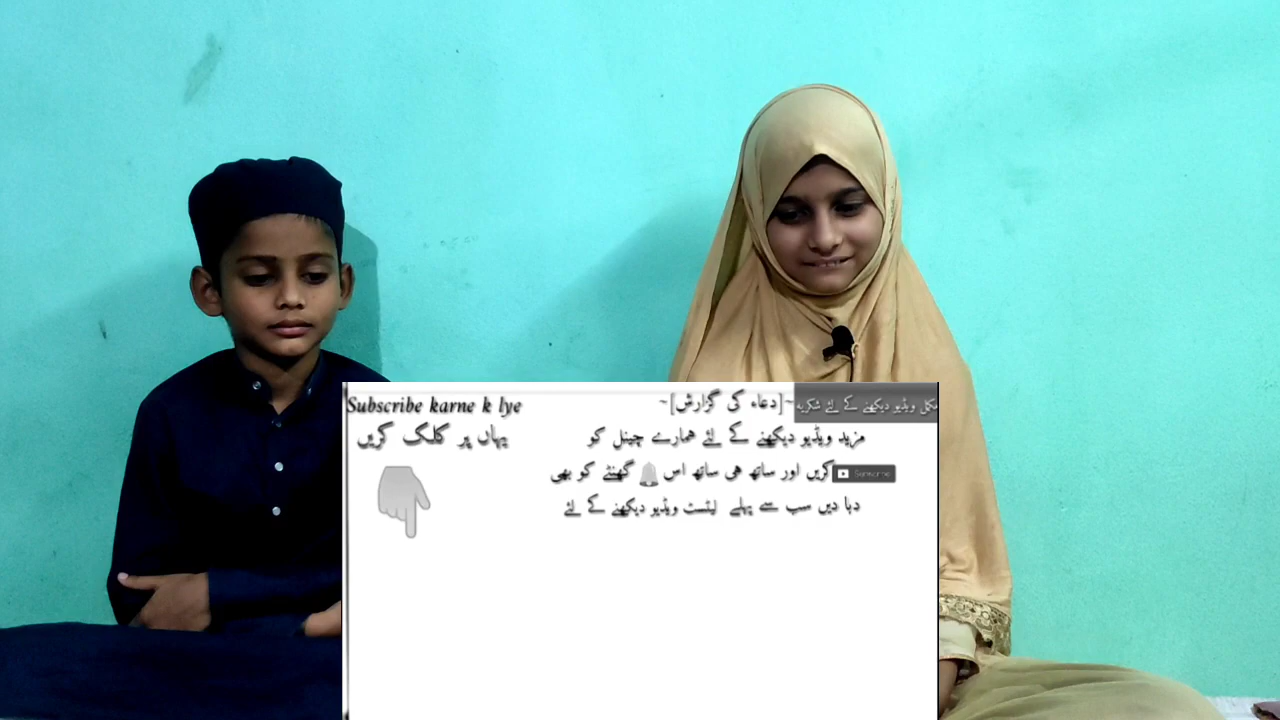 Subscribe karne k lye
یہاں پر کلک کریں
مکمل ویڈیو دیکھنے کے لئے شکریہ
~[دعاء کی گزارش]~
مزید ویڈیو دیکھنے کے لئے ہمارے چینل کو
Subscribe کریں اور ساتھ ہی ساتھ اس گھنٹے کو بھی
دبا دیں سب سے پہلے لیٹسٹ ویڈیو دیکھنے کے لئے